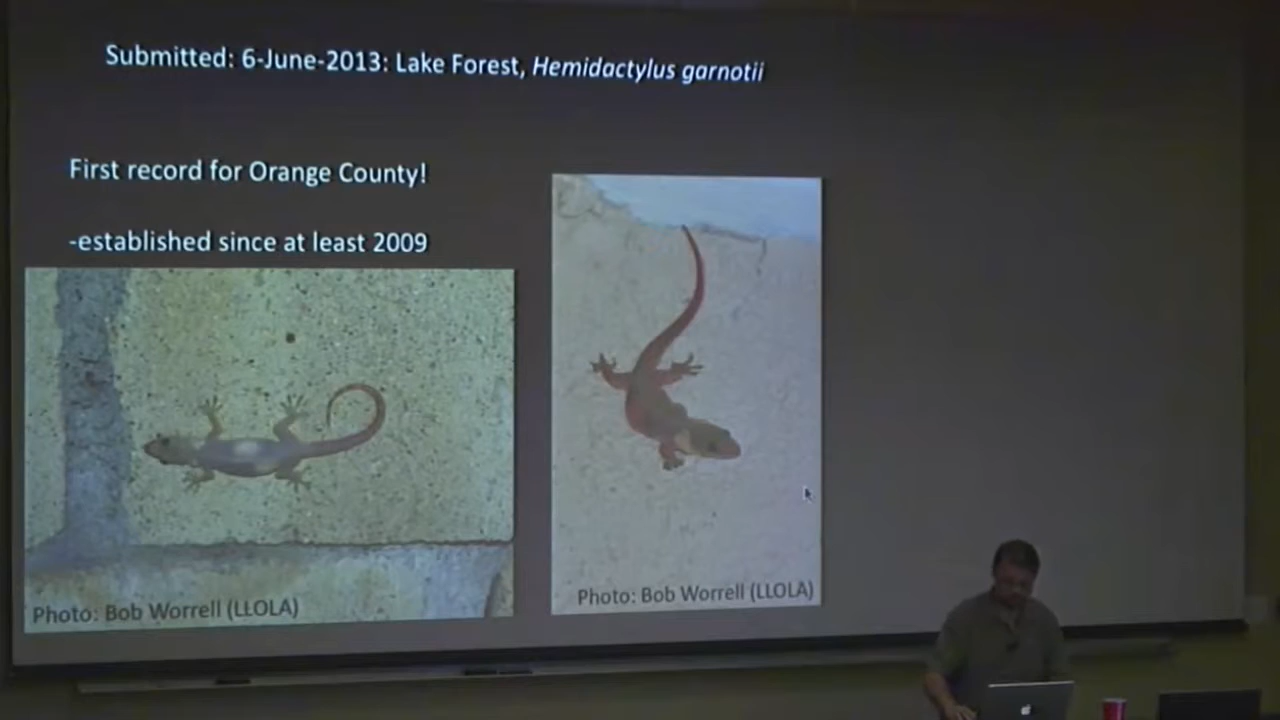 Submitted: 6-June-2013: Lake Forest, Hemidactylus garnotii
First record for Orange County!
-established since at least 2009
Photo: Bob Worrell (LLOLA)
Photo: Bob Worrell (LLOLA)